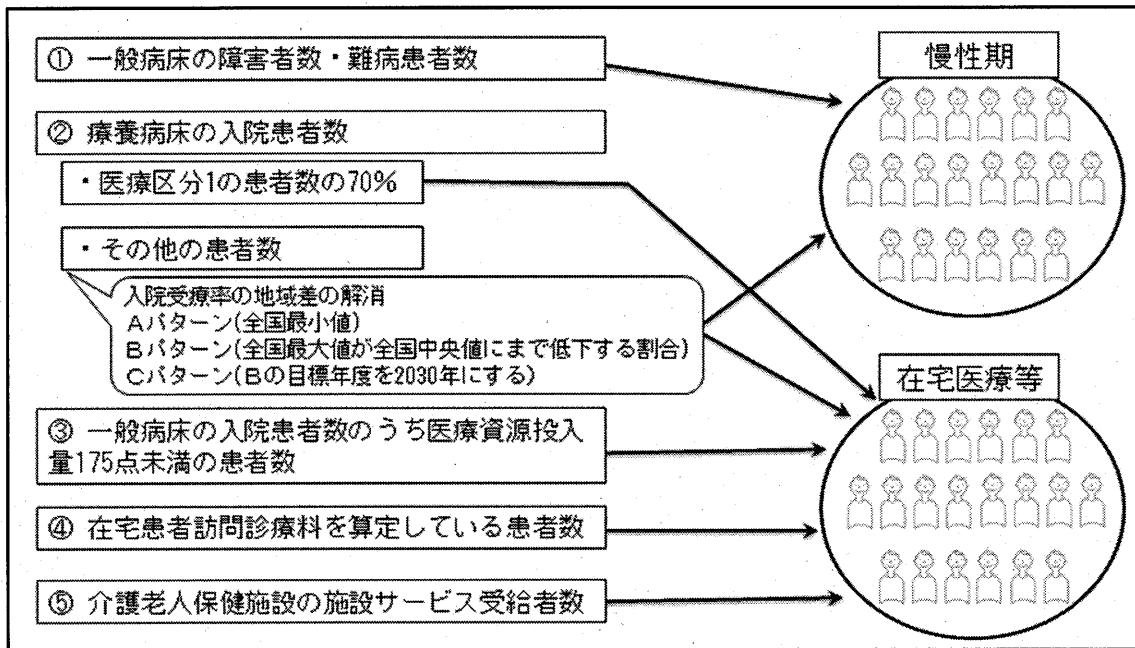 ① 一般病床の障害者数・難病患者数
② 療養病床の入院患者数
・医療区分1の患者数の70%
・その他の患者数
入院受療率の地域差の解消
Aパターン(全国最小値)
Bパターン(全国最大値が全国中央値にまで低下する割合)
Cパターン(Bの目標年度を2030年にする)
③ 一般病床の入院患者数のうち医療資源投入
量175点未満の患者数
④ 在宅患者訪問診療料を算定している患者数
⑤ 介護老人保健施設の施設サービス受給者数
慢性期
在宅医療等